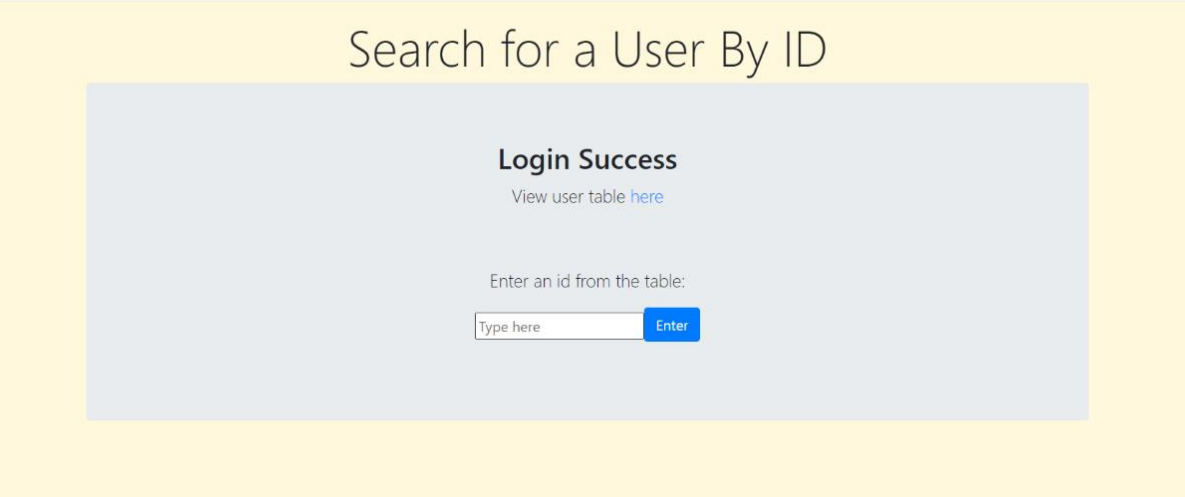 Search for a User By ID
Login Success
View user table here
Enter an id from the table:
Type here Enter